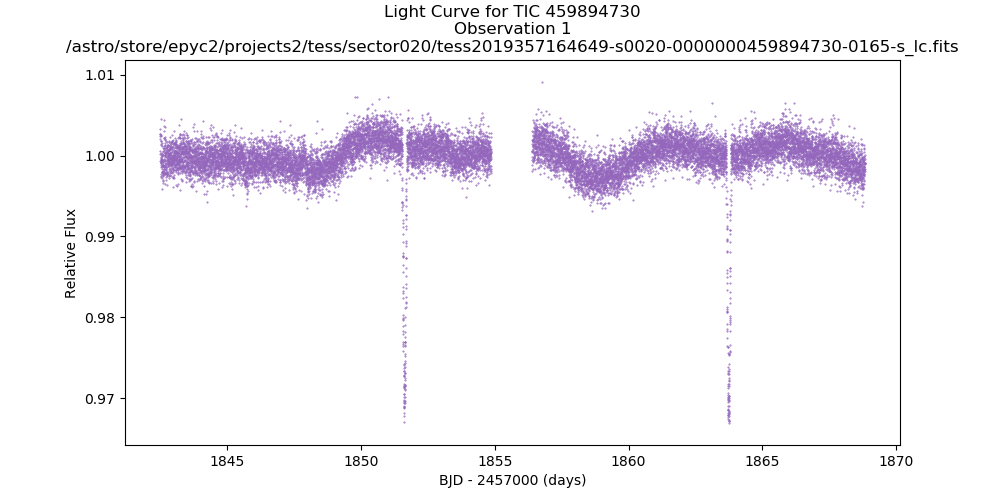 Light Curve for TIC 459894730
Observation 1
/astro/store/epyc2/projects2/tess/sector020/tess2019357164649-s0020-0000000459894730-0165-s_lc.fits
1.01
1.00
0.99
0.98
0.97
Relative Flux
1845 1850 1855 1860 1865 1870
BJD - 2457000 (days)